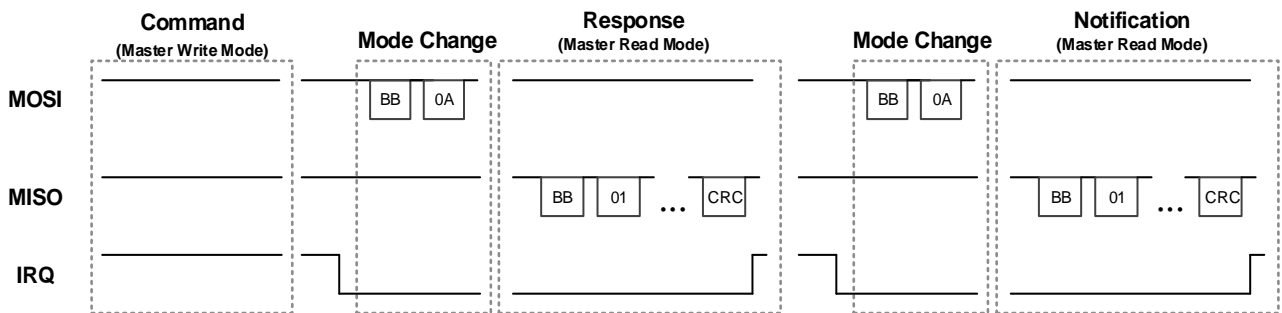 Command
(Master Write Mode)
Mode Change
Response
(Master Read Mode)
Mode Change
Notification
(Master Read Mode)
MOSI
BB 0A
BB 0A
MISO
BB 01 ... CRC
BB 01 ... CRC
IRQ